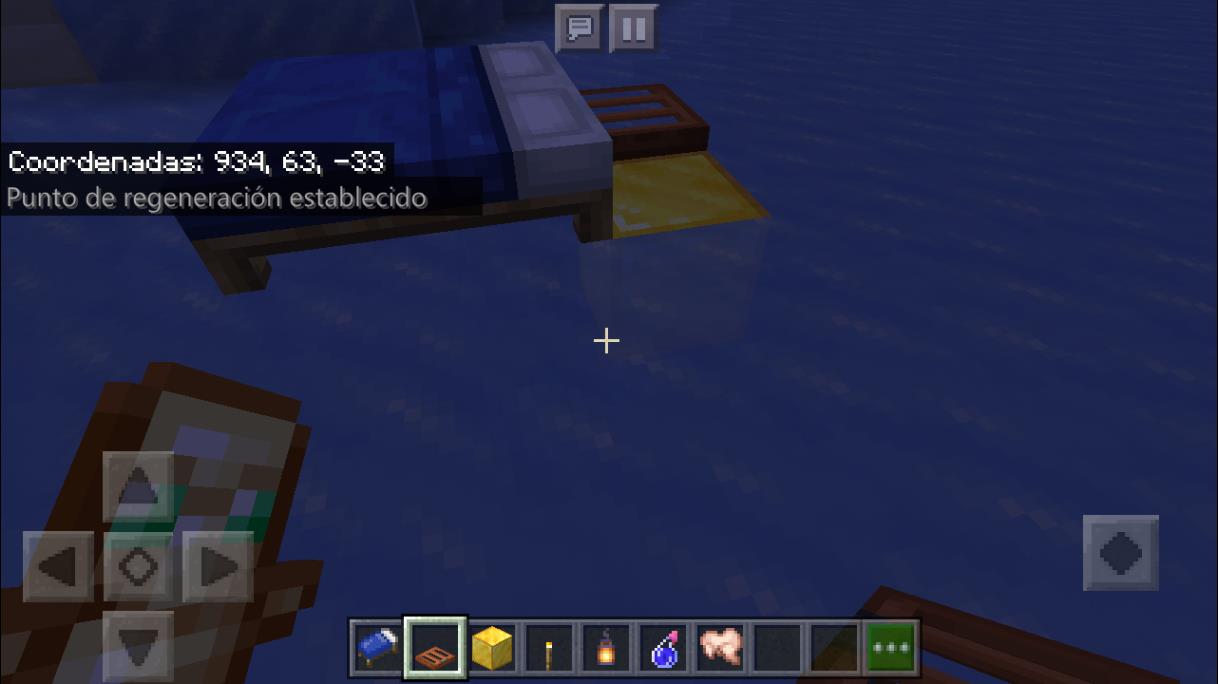 Coordenadas: 934, 63, -33
Punto de regeneración establecido